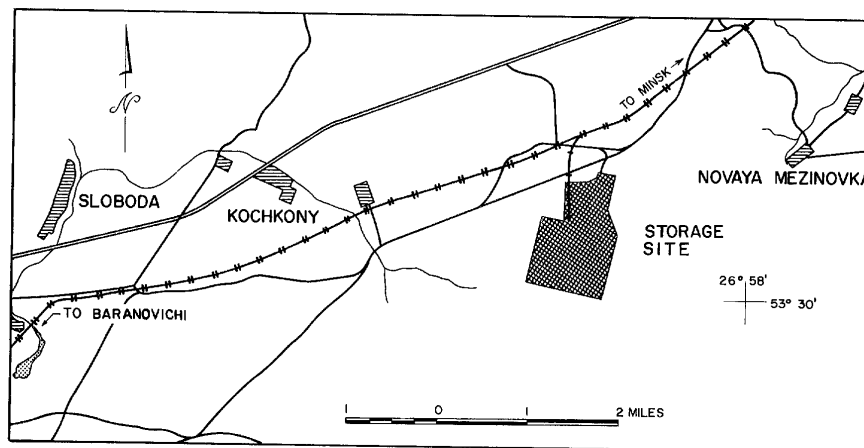 N
TO MINSK
SLOBODA
KOCHKONY
NOVAYA MEZINOVKA
STORAGE
SITE
26° 58'
53° 30'
TO BARANOVICHI
1 0 1 2 MILES